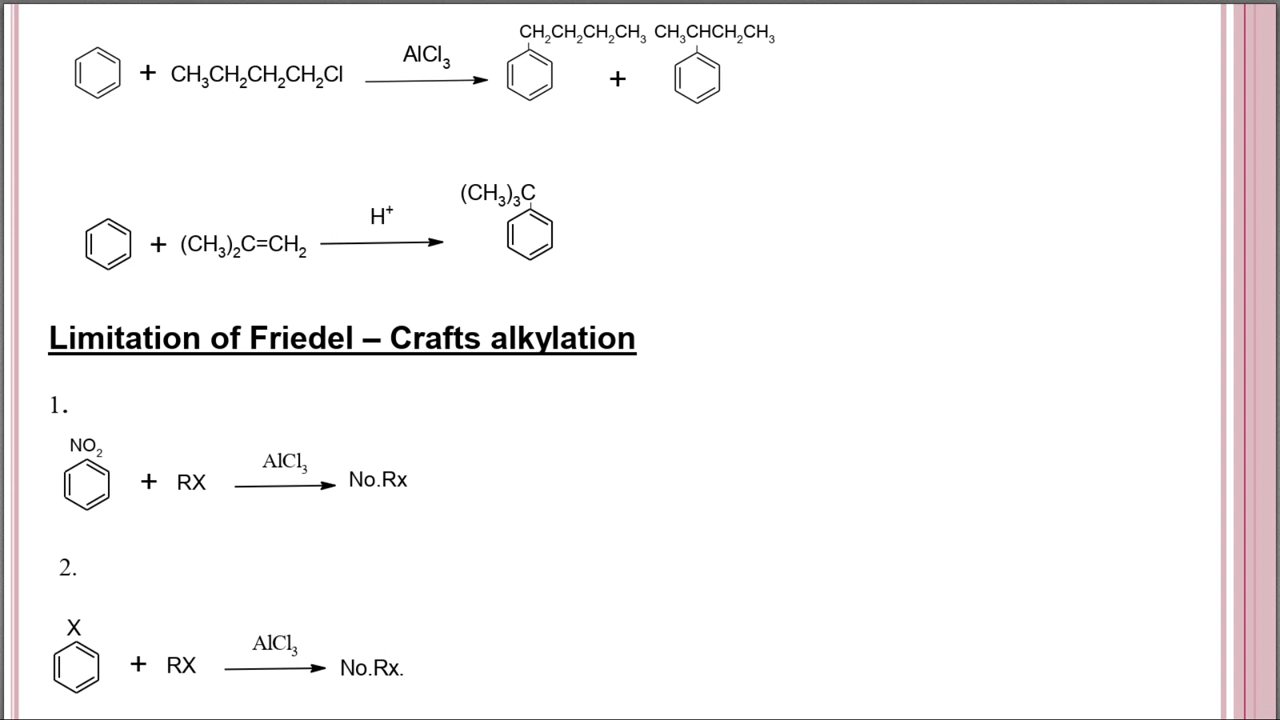 CH₂CH₂CH₂CH₃ CH₃CHCH₂CH₃
+ CH₃CH₂CH₂CH₂Cl AlCl₃ +
(CH₃)₃C
+ (CH₃)₂C=CH₂ H⁺
Limitation of Friedel – Crafts alkylation
1.
NO₂
+ RX AlCl₃ No.Rx
2.
X
+ RX AlCl₃ No.Rx.